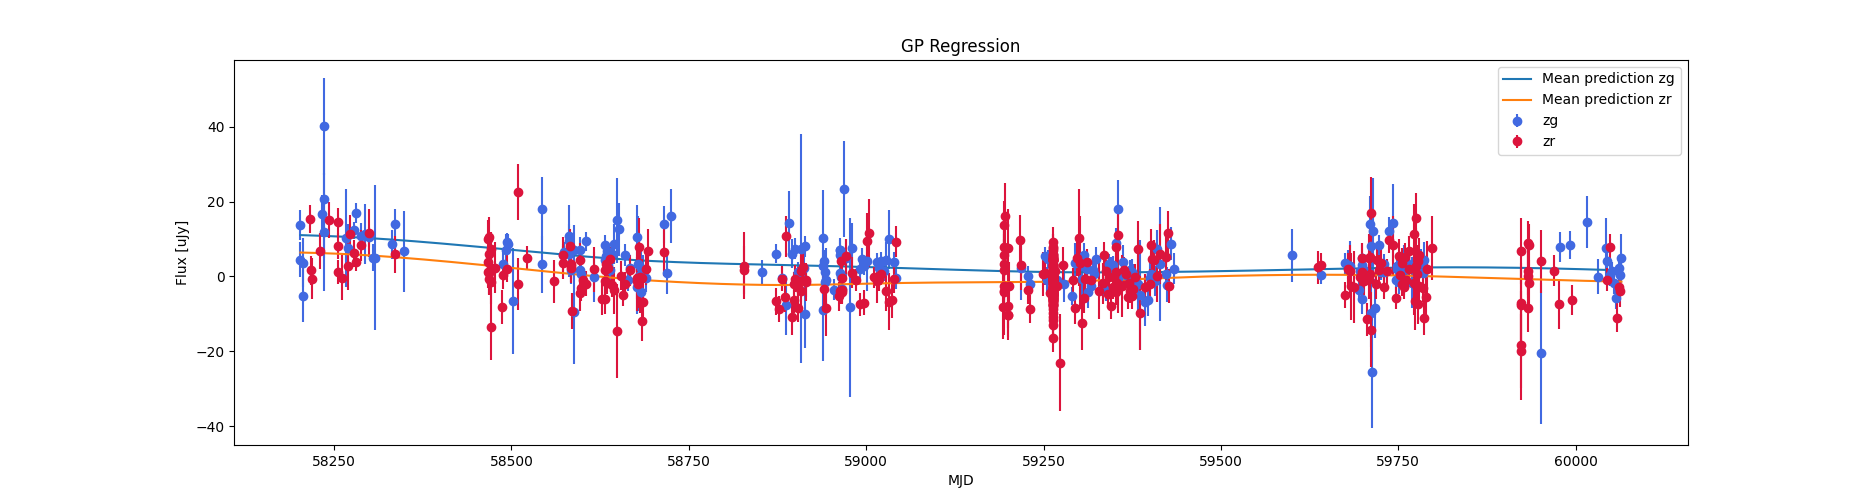 GP Regression
Mean prediction zg
Mean prediction zr
zg
zr
Flux [uJy]
40
20
0
−20
−40
58250 58500 58750 59000 59250 59500 59750 60000
MJD